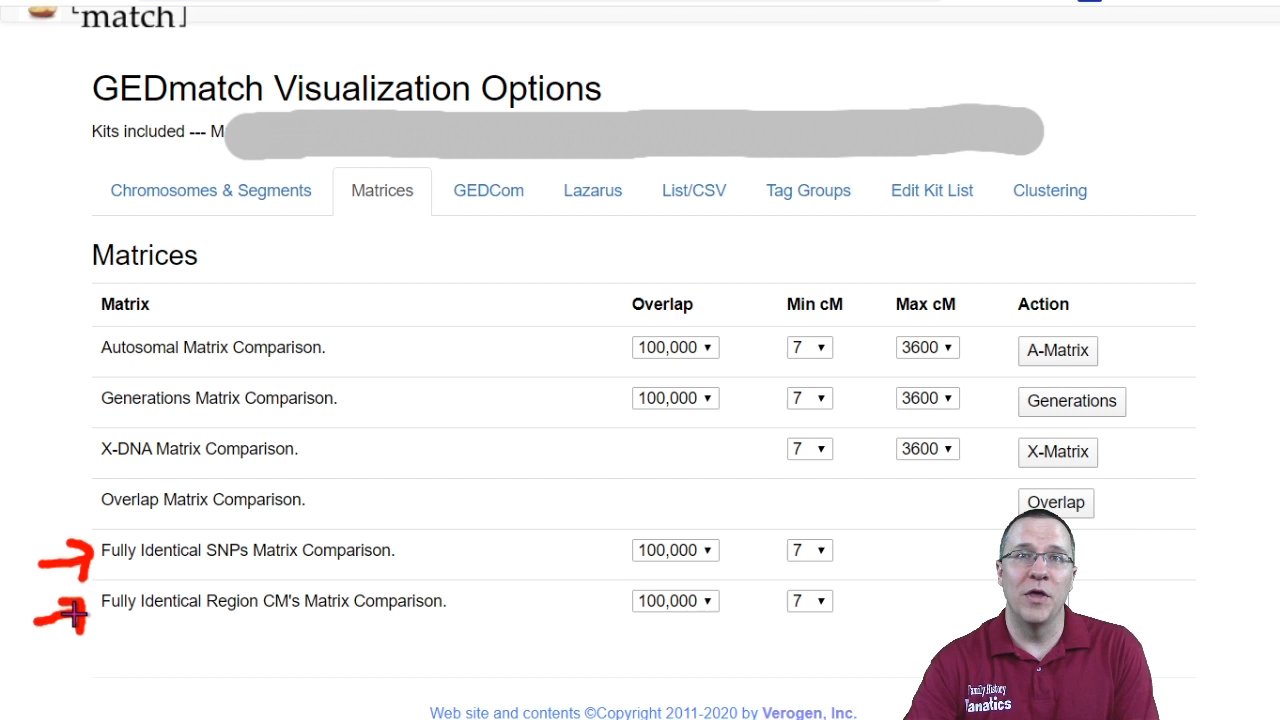 「match」
GEDmatch Visualization Options
Kits included --- M
Chromosomes & Segments Matrices GEDCom Lazarus List/CSV Tag Groups Edit Kit List Clustering
Matrices
Matrix Overlap Min cM Max cM Action
Autosomal Matrix Comparison. 100,000 7 3600 A-Matrix
Generations Matrix Comparison. 100,000 7 3600 Generations
X-DNA Matrix Comparison. 7 3600 X-Matrix
Overlap Matrix Comparison. Overlap
Fully Identical SNPs Matrix Comparison. 100,000 7
Fully Identical Region CM's Matrix Comparison. 100,000 7
Family History
Fanatics
Web site and contents ©Copyright 2011-2020 by Verogen, Inc.